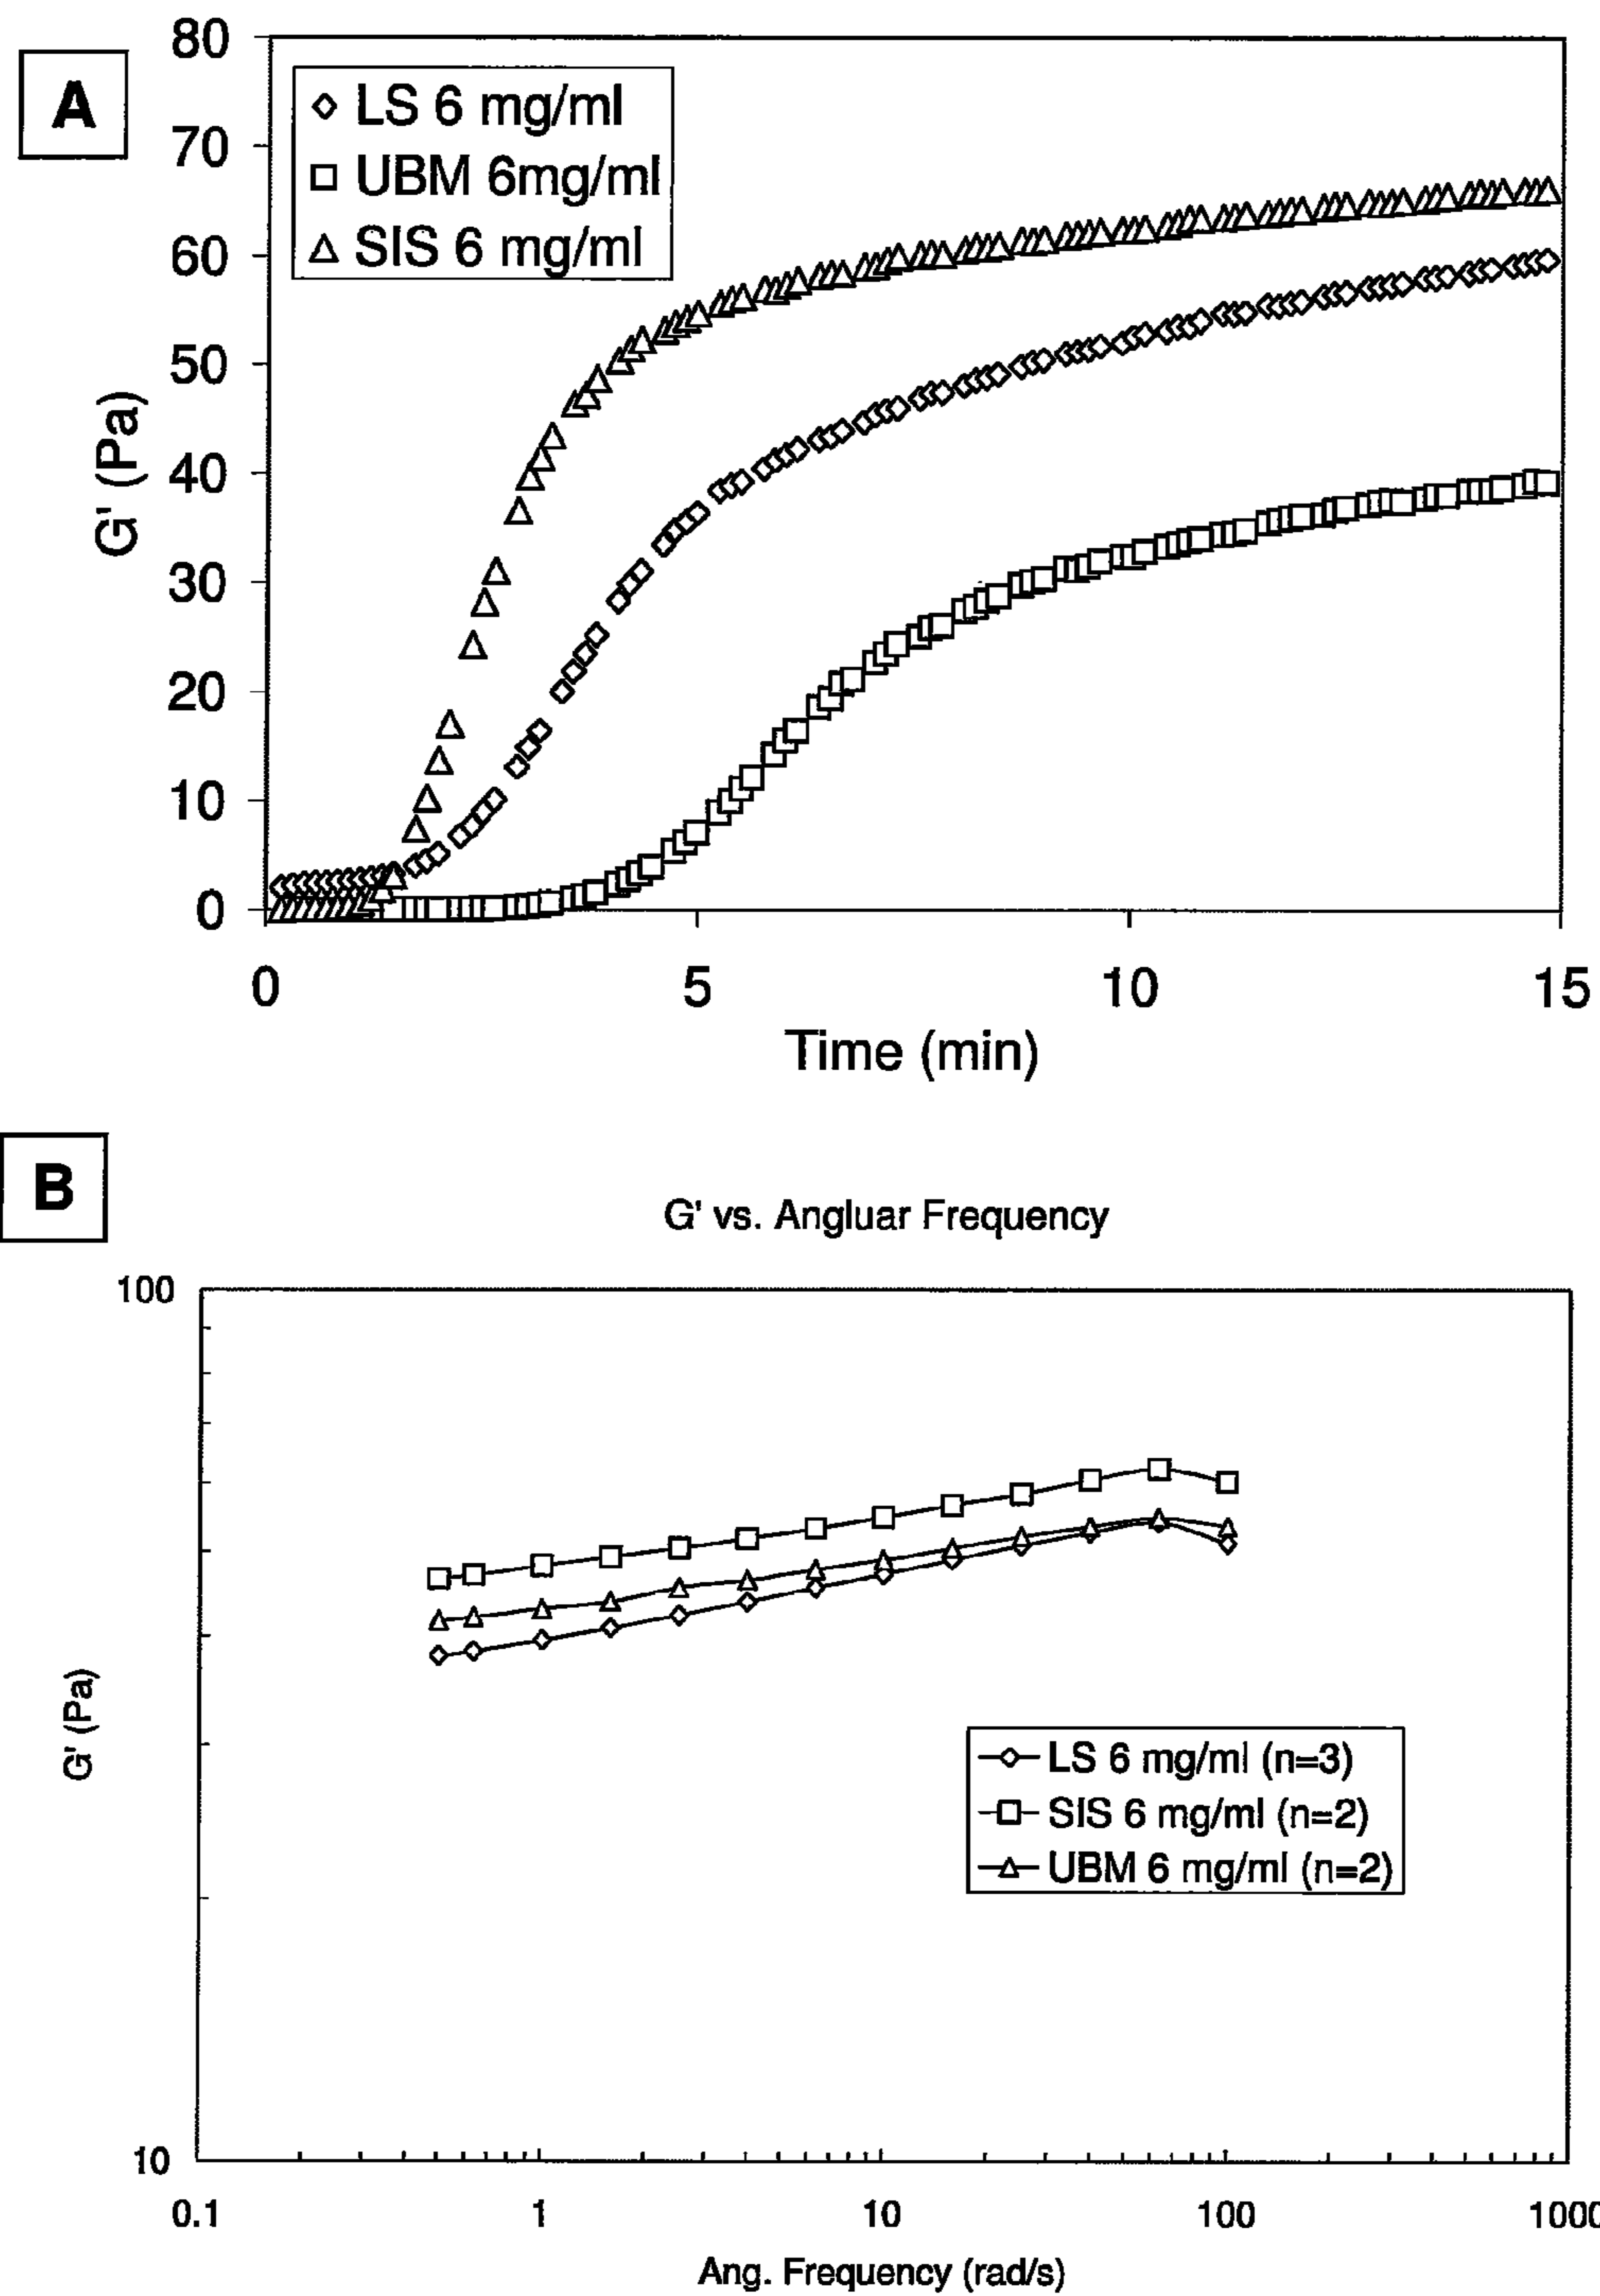 A
80
70
60
50
40
30
20
10
0
G' (Pa)
LS 6 mg/ml
UBM 6mg/ml
SIS 6 mg/ml
0 5 10 15
Time (min)
B
G' vs. Angluar Frequency
100
10
G' (Pa)
LS 6 mg/ml (n=3)
SIS 6 mg/ml (n=2)
UBM 6 mg/ml (n=2)
0.1 1 10 100 1000
Ang. Frequency (rad/s)